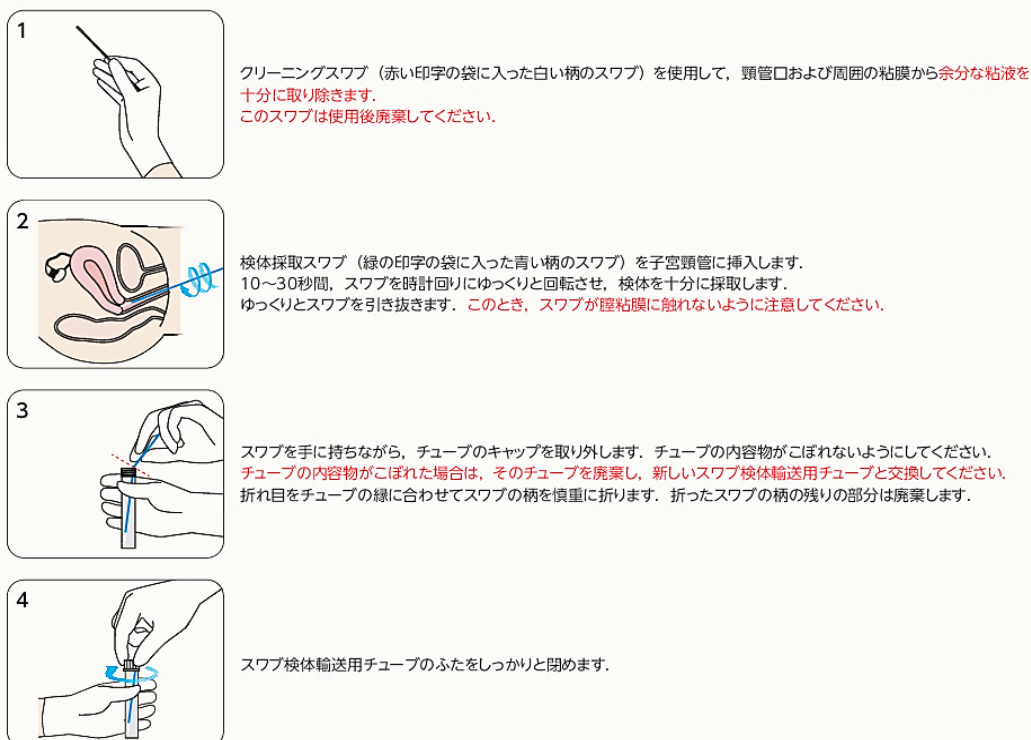 1
クリーニングスワブ（赤い印字の袋に入った白い柄のスワブ）を使用して，頸管口および周囲の粘膜から余分な粘液を
十分に取り除きます．
このスワブは使用後廃棄してください．
2
検体採取スワブ（緑の印字の袋に入った青い柄のスワブ）を子宮頸管に挿入します．
10～30秒間，スワブを時計回りにゆっくりと回転させ，検体を十分に採取します．
ゆっくりとスワブを引き抜きます．このとき，スワブが膣粘膜に触れないように注意してください．
3
スワブを手に持ちながら，チューブのキャップを取り外します．チューブの内容物がこぼれないようにしてください．
チューブの内容物がこぼれた場合は，そのチューブを廃棄し，新しいスワブ検体輸送用チューブと交換してください．
折れ目をチューブの縁に合わせてスワブの柄を慎重に折ります．折ったスワブの柄の残りの部分は廃棄します．
4
スワブ検体輸送用チューブのふたをしっかりと閉めます．